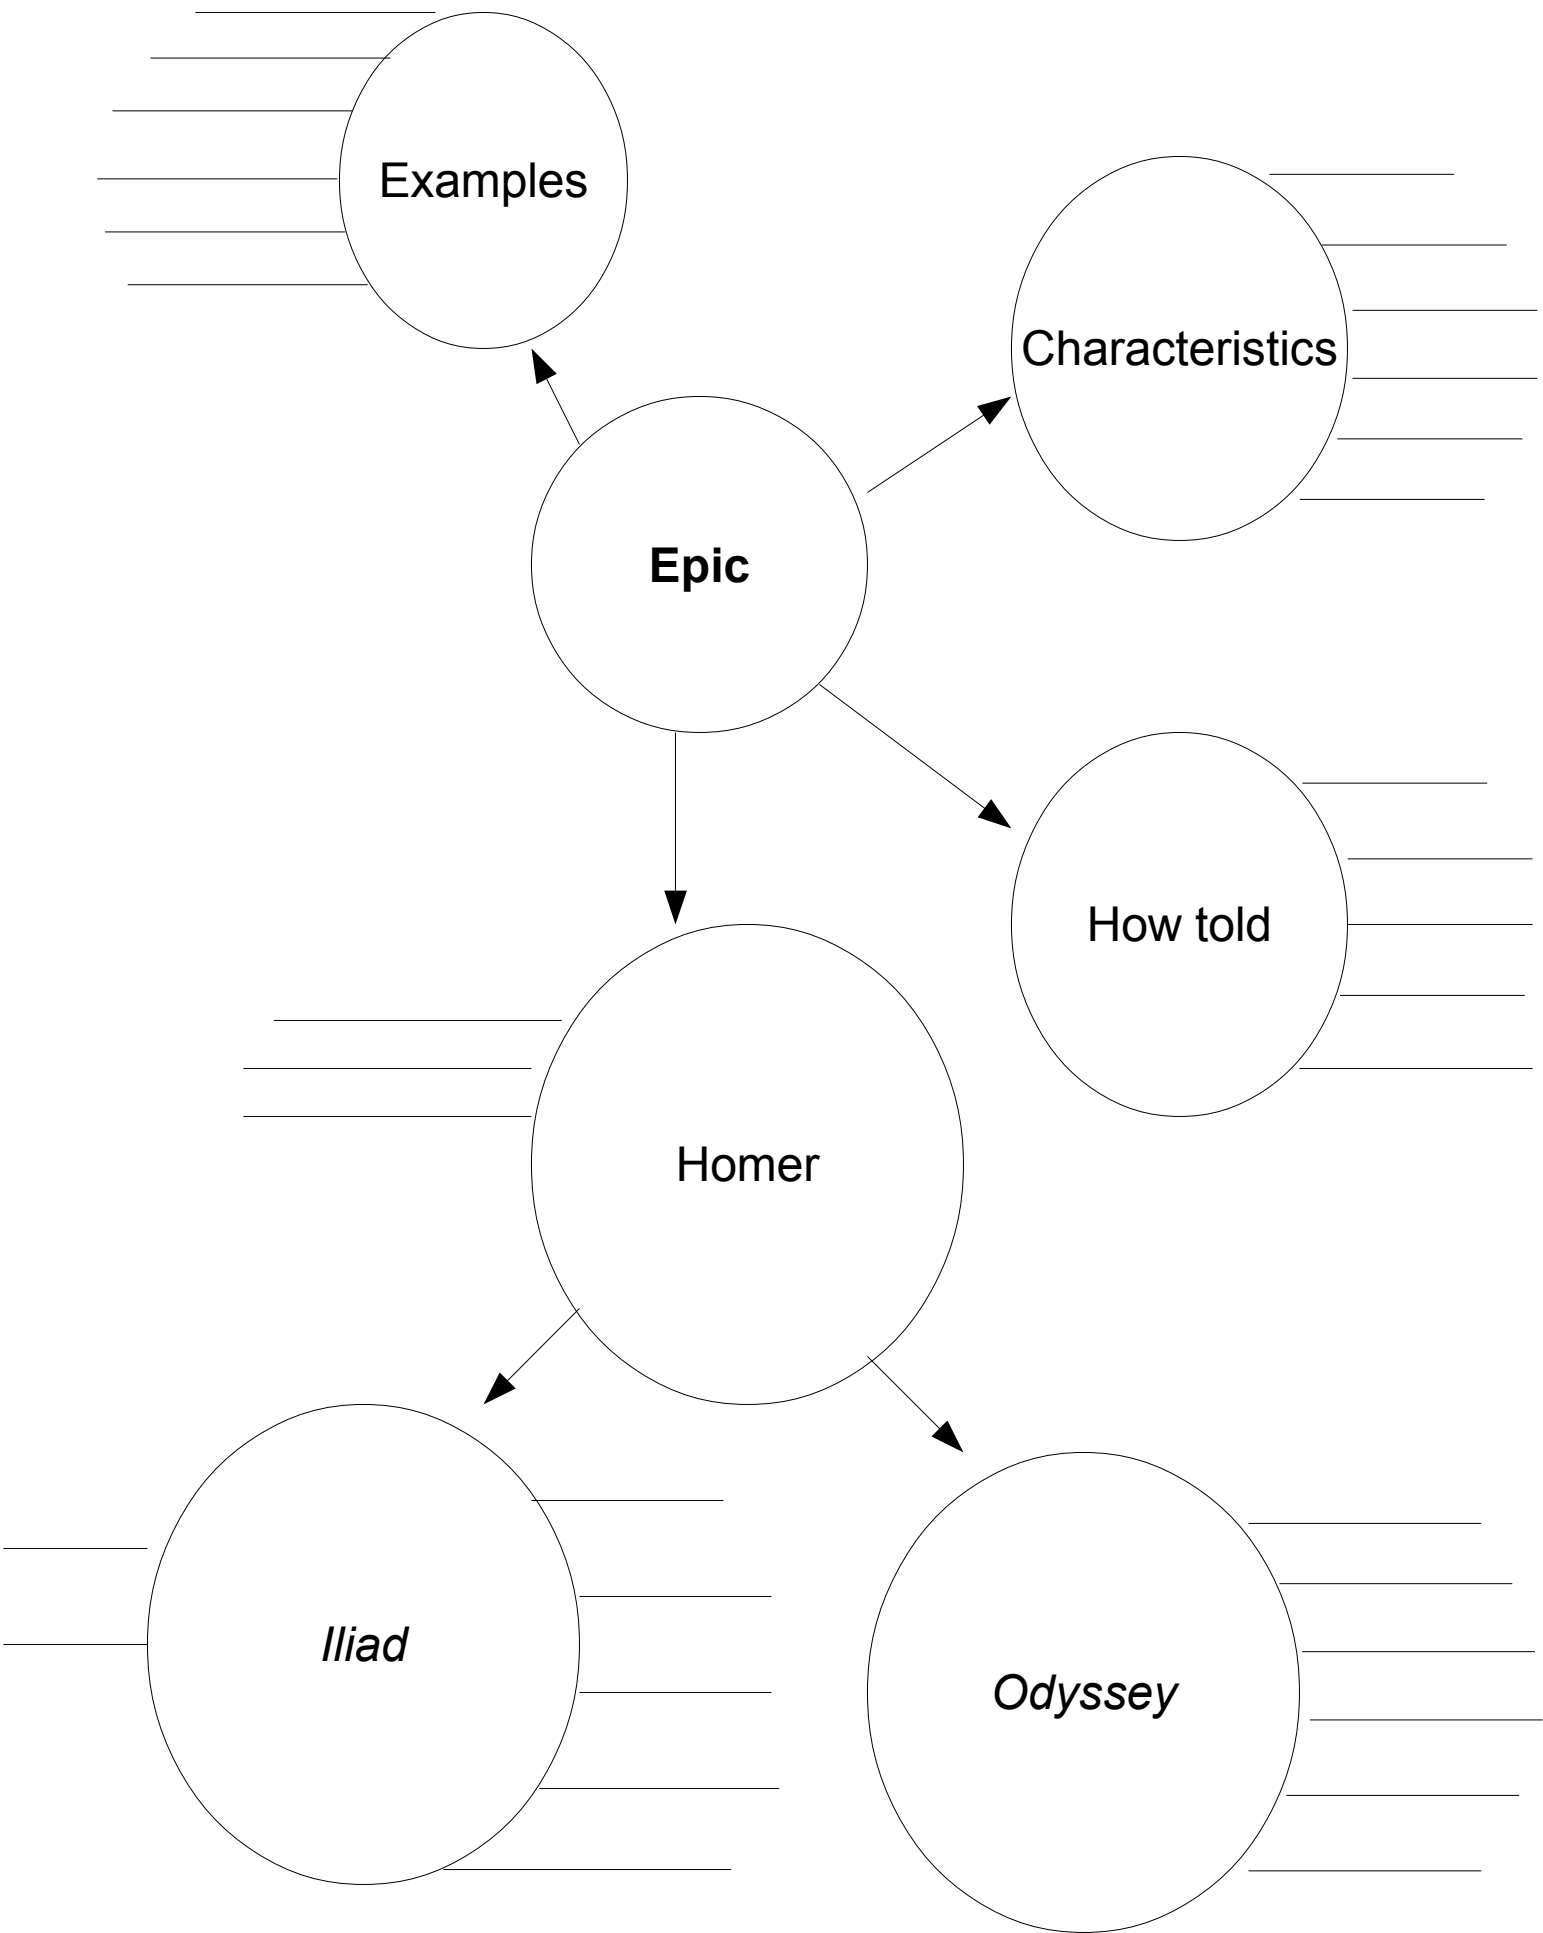 Examples
Characteristics
Epic
How told
Homer
Iliad
Odyssey